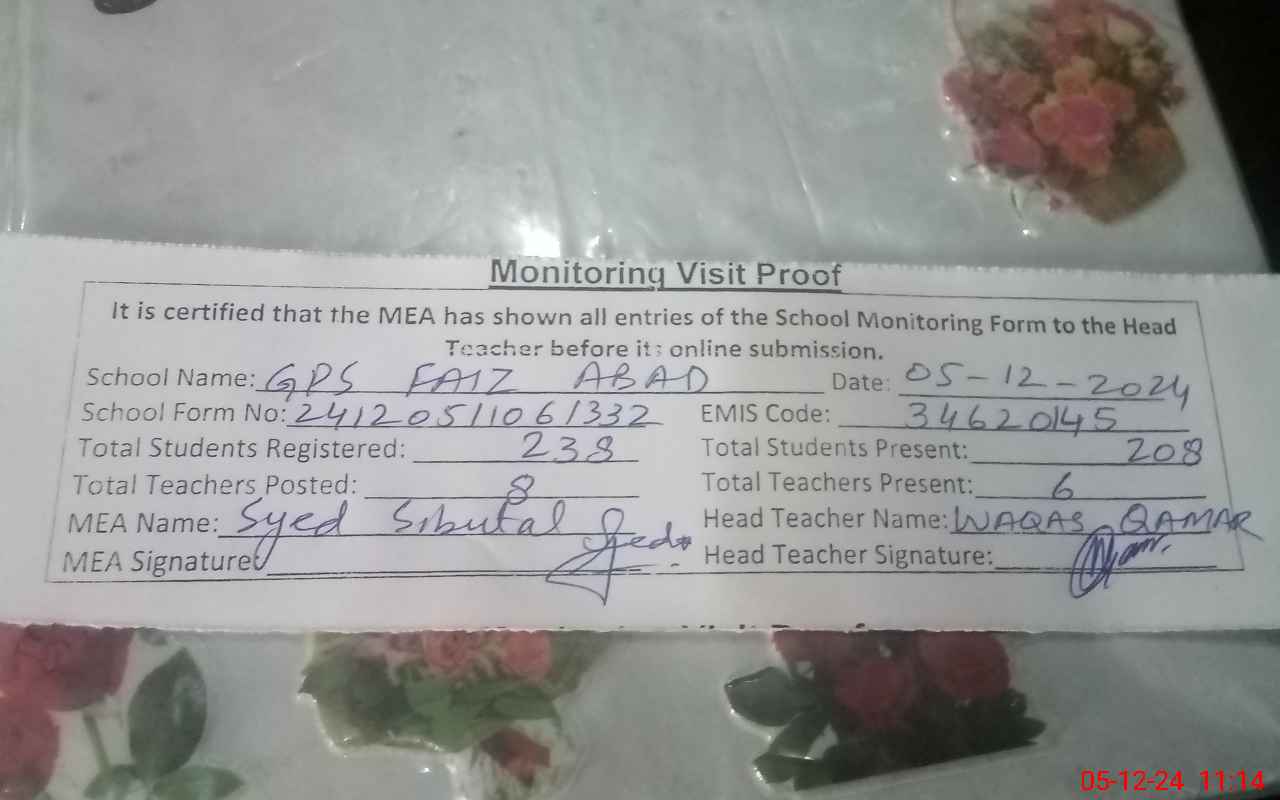 Monitoring Visit Proof
It is certified that the MEA has shown all entries of the School Monitoring Form to the Head
Teacher before its online submission.
School Name: GPS FAIZ ABAD Date: 05-12-2024
School Form No: 24120511061332 EMIS Code: 34620145
Total Students Registered: 238 Total Students Present: 208
Total Teachers Posted: 8 Total Teachers Present: 6
MEA Name: Syed Sibutal Head Teacher Name: WAQAS QAMAR
MEA Signature: Head Teacher Signature:
05-12-24 11:14